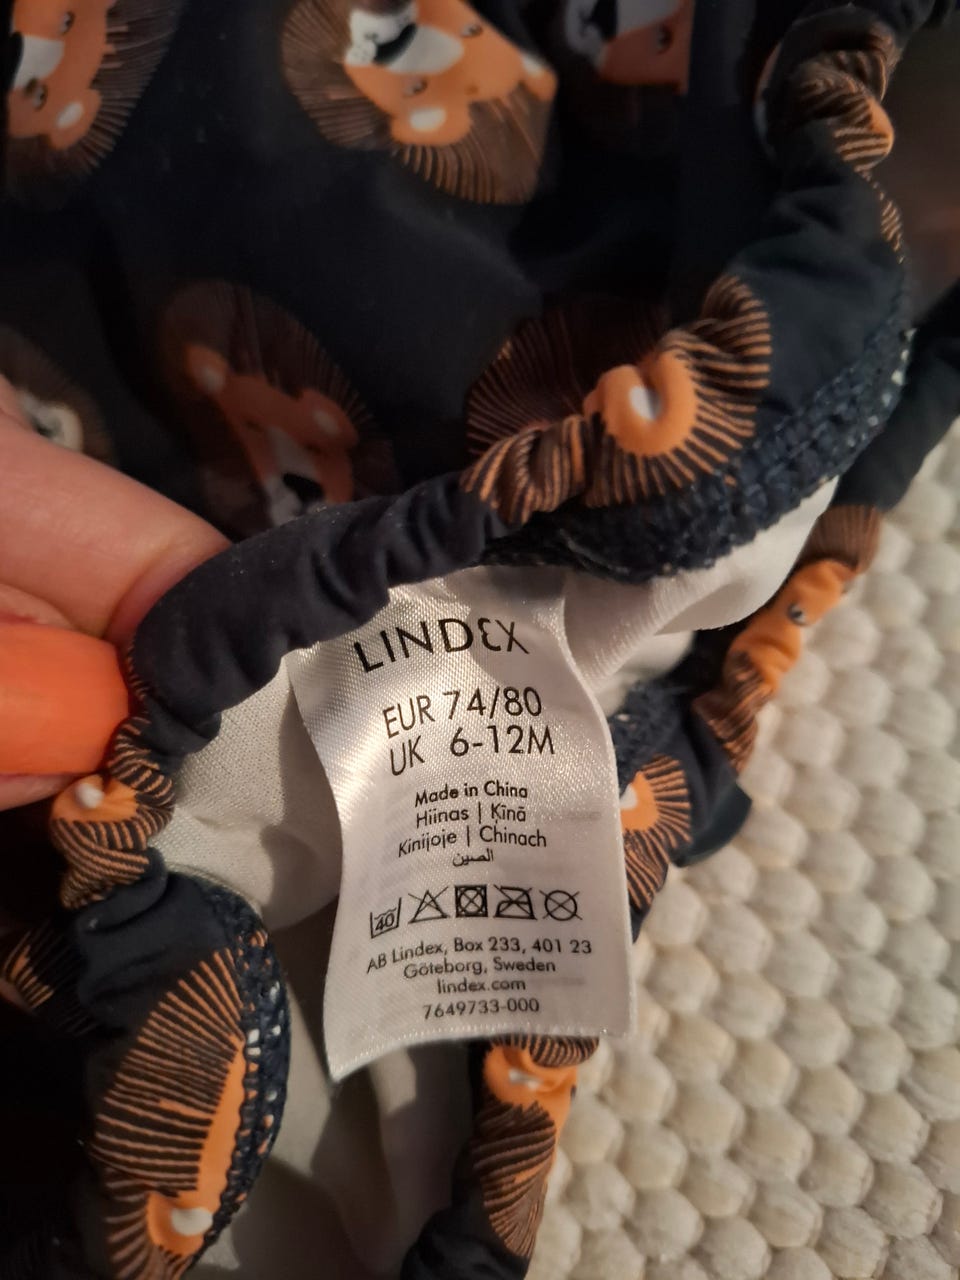 LINDEX
EUR 74/80
UK 6-12M
Made in China
Hiinas | Ķīnā
Kinijoje | Chinach
الصين
40
AB Lindex, Box 233, 401 23
Göteborg, Sweden
lindex.com
7649733-000